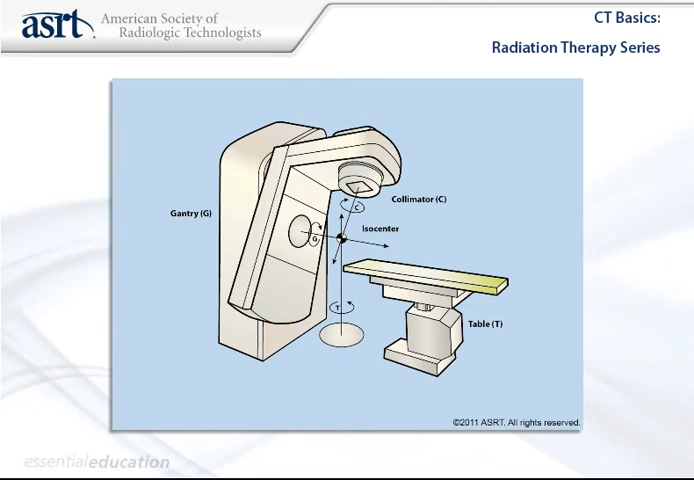 asrt
American Society of
Radiologic Technologists
CT Basics:
Radiation Therapy Series
Collimator (C)
C
Gantry (G)
Isocenter
G
T
Table (T)
©2011 ASRT. All rights reserved.
essentialeducation